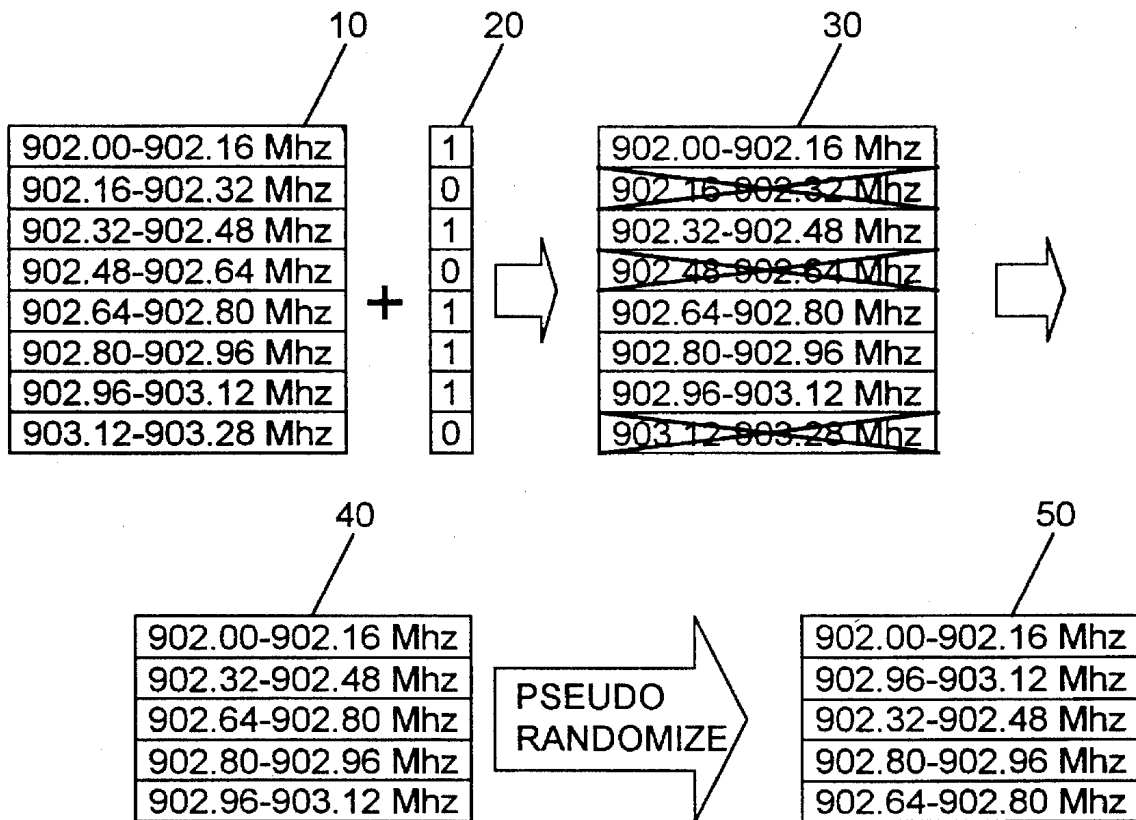 10
20
30
902.00-902.16 Mhz
902.16-902.32 Mhz
902.32-902.48 Mhz
902.48-902.64 Mhz
902.64-902.80 Mhz
902.80-902.96 Mhz
902.96-903.12 Mhz
903.12-903.28 Mhz
+
1
0
1
0
1
1
1
0
902.00-902.16 Mhz
902.16-902.32 Mhz
902.32-902.48 Mhz
902.48-902.64 Mhz
902.64-902.80 Mhz
902.80-902.96 Mhz
902.96-903.12 Mhz
903.12-903.28 Mhz
40
50
902.00-902.16 Mhz
902.32-902.48 Mhz
902.64-902.80 Mhz
902.80-902.96 Mhz
902.96-903.12 Mhz
PSEUDO
RANDOMIZE
902.00-902.16 Mhz
902.96-903.12 Mhz
902.32-902.48 Mhz
902.80-902.96 Mhz
902.64-902.80 Mhz